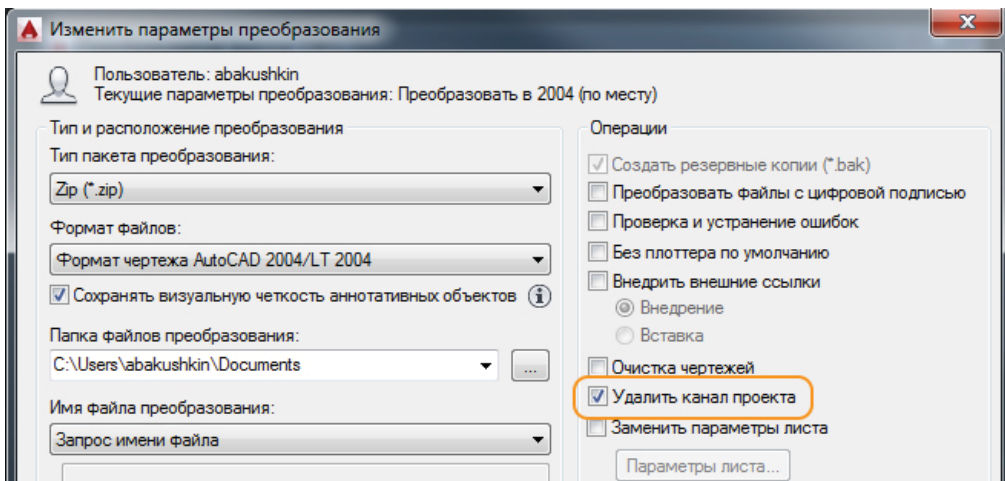 Изменить параметры преобразования
Пользователь: abakushkin
Текущие параметры преобразования: Преобразовать в 2004 (по месту)
Тип и расположение преобразования
Тип пакета преобразования:
Zip (*.zip)
Формат файлов:
Формат чертежа AutoCAD 2004/LT 2004
Сохранять визуальную четкость аннотативных объектов
Папка файлов преобразования:
C:\Users\abakushkin\Documents
...
Имя файла преобразования:
Запрос имени файла
Операции
Создать резервные копии (*.bak)
Преобразовать файлы с цифровой подписью
Проверка и устранение ошибок
Без плоттера по умолчанию
Внедрить внешние ссылки
Внедрение
Вставка
Очистка чертежей
Удалить канал проекта
Заменить параметры листа
Параметры листа...